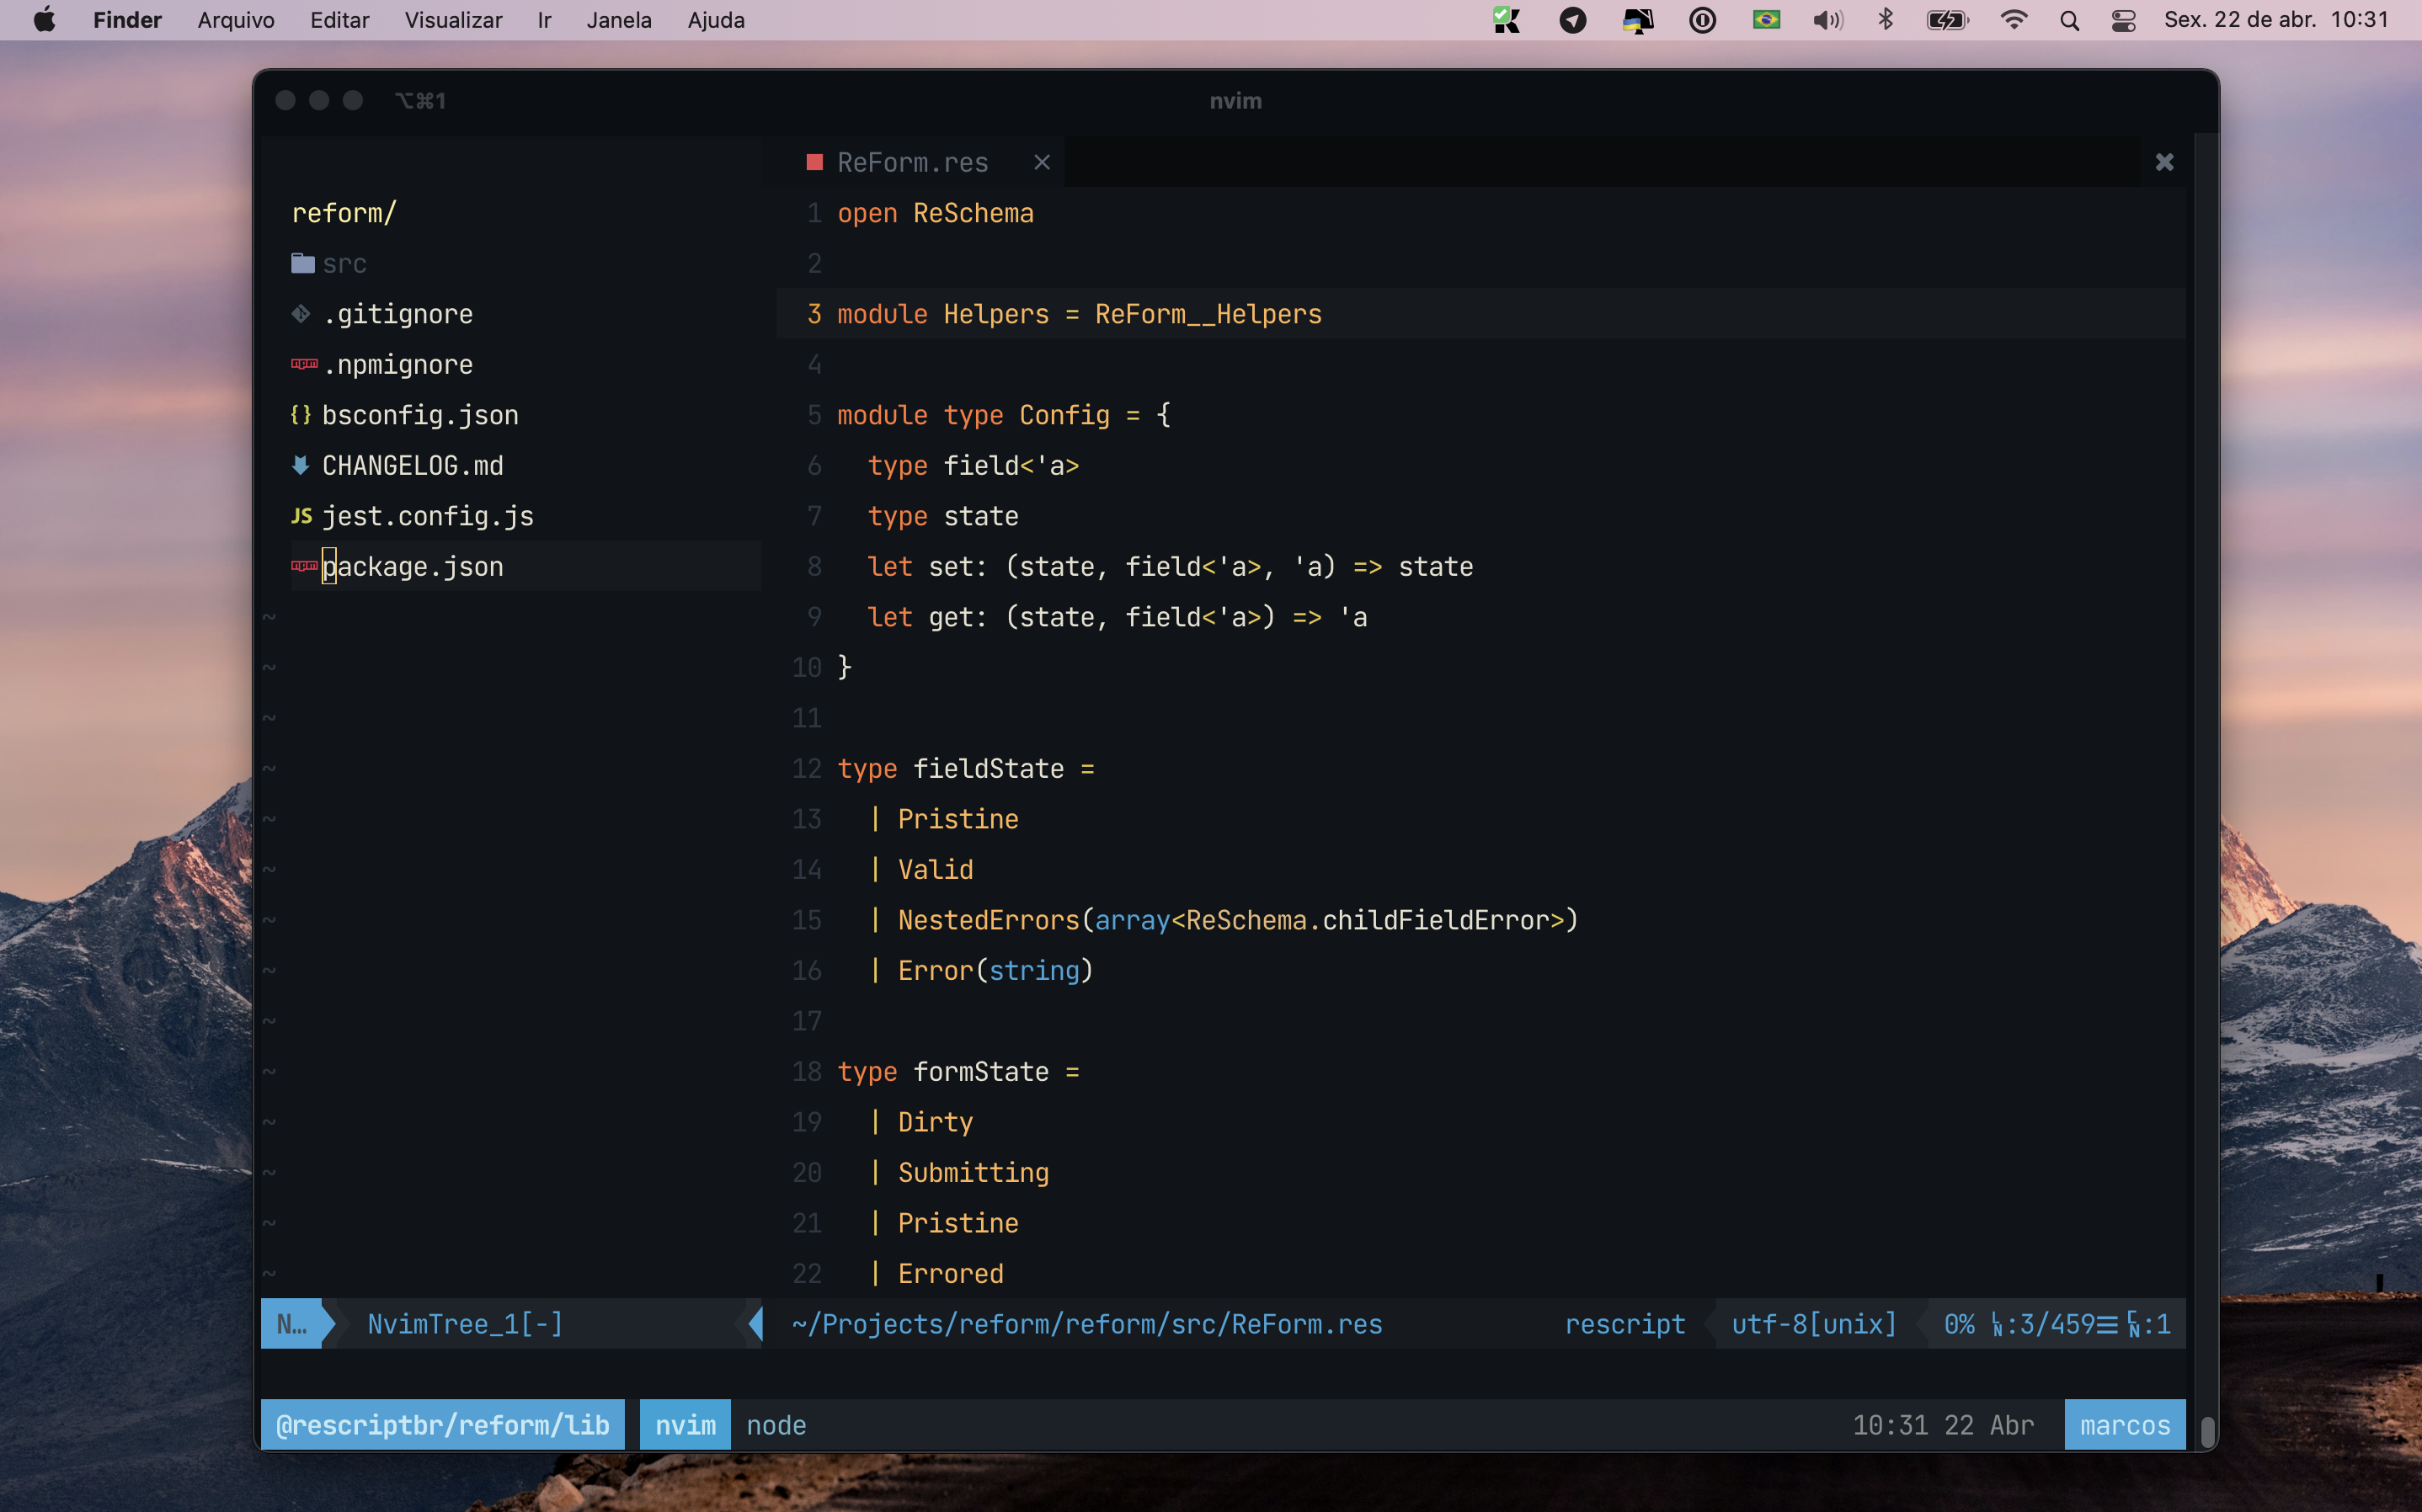 Finder Arquivo Editar Visualizar Ir Janela Ajuda Sex. 22 de abr. 10:31
⌥⌘1 nvim
ReForm.res
reform/
src
.gitignore
.npmignore
{} bsconfig.json
CHANGELOG.md
JS jest.config.js
package.json
1 open ReSchema
2
3 module Helpers = ReForm__Helpers
4
5 module type Config = {
6 type field<'a>
7 type state
8 let set: (state, field<'a>, 'a) => state
9 let get: (state, field<'a>) => 'a
10 }
11
12 type fieldState =
13 | Pristine
14 | Valid
15 | NestedErrors(array<ReSchema.childFieldError>)
16 | Error(string)
17
18 type formState =
19 | Dirty
20 | Submitting
21 | Pristine
22 | Errored
N… NvimTree_1[-] ~/Projects/reform/reform/src/ReForm.res rescript utf-8[unix] 0% LN:3/459☰ CN:1
@rescriptbr/reform/lib nvim node 10:31 22 Abr marcos